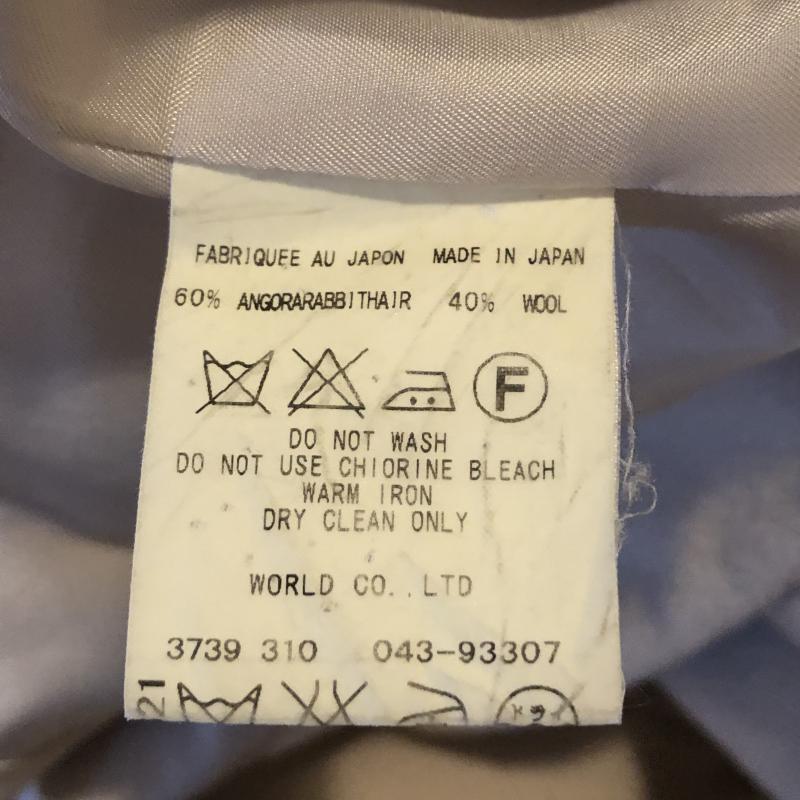 FABRIQUEE AU JAPON MADE IN JAPAN
60% ANGORARABBITHAIR 40% WOOL
F
DO NOT WASH
DO NOT USE CHIORINE BLEACH
WARM IRON
DRY CLEAN ONLY
WORLD CO.,LTD
3739 310 043-93307
21